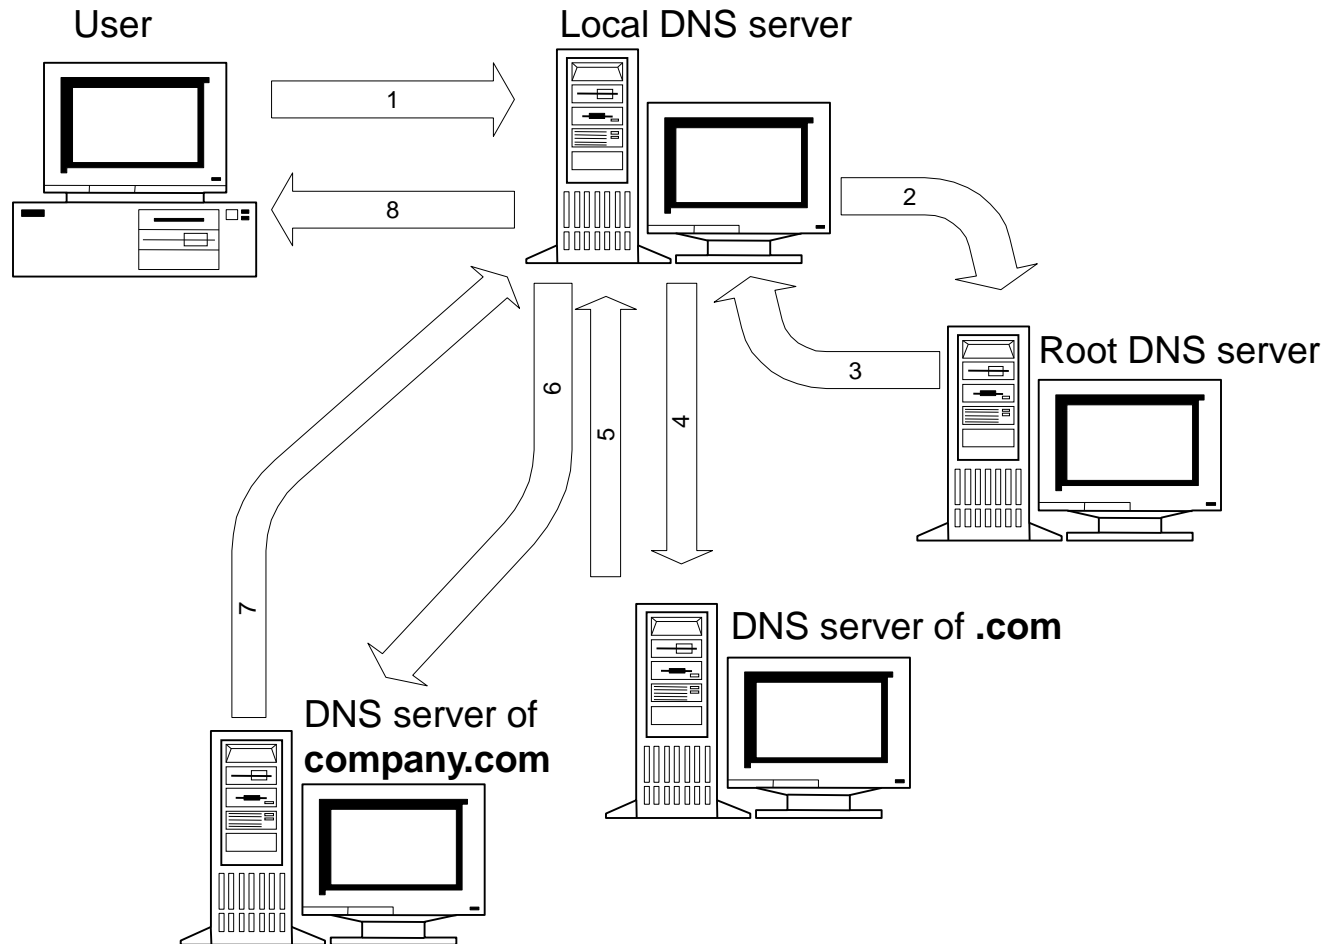 User
Local DNS server
1
8
2
3
Root DNS server
6
5
4
7
DNS server of .com
DNS server of
company.com